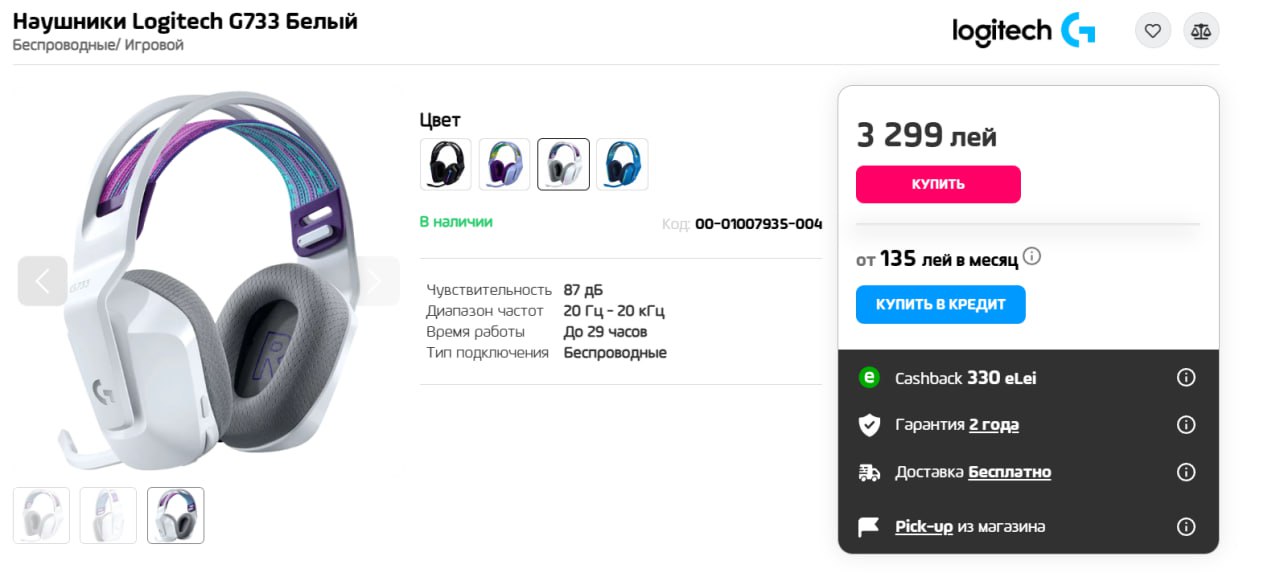 Наушники Logitech G733 Белый
Беспроводные/ Игровой
logitech G
G733
R
Цвет
В наличии
Код: 00-01007935-004
Чувствительность 87 дБ
Диапазон частот 20 Гц - 20 кГц
Время работы До 29 часов
Тип подключения Беспроводные
3 299 лей
КУПИТЬ
от 135 лей в месяц
КУПИТЬ В КРЕДИТ
e Cashback 330 eLei
Гарантия 2 года
Доставка Бесплатно
Pick-up из магазина